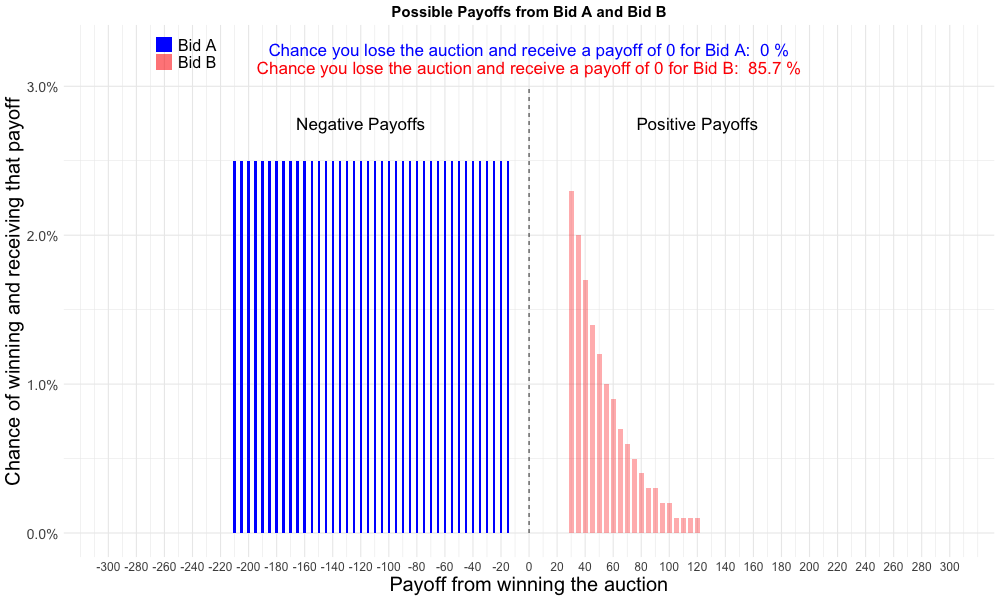 Possible Payoffs from Bid A and Bid B
Bid A
Bid B
Chance you lose the auction and receive a payoff of 0 for Bid A:  0 %
Chance you lose the auction and receive a payoff of 0 for Bid B:  85.7 %
Negative Payoffs
Positive Payoffs
Chance of winning and receiving that payoff
3.0%
2.0%
1.0%
0.0%
-300 -280 -260 -240 -220 -200 -180 -160 -140 -120 -100 -80 -60 -40 -20 0 20 40 60 80 100 120 140 160 180 200 220 240 260 280 300
Payoff from winning the auction